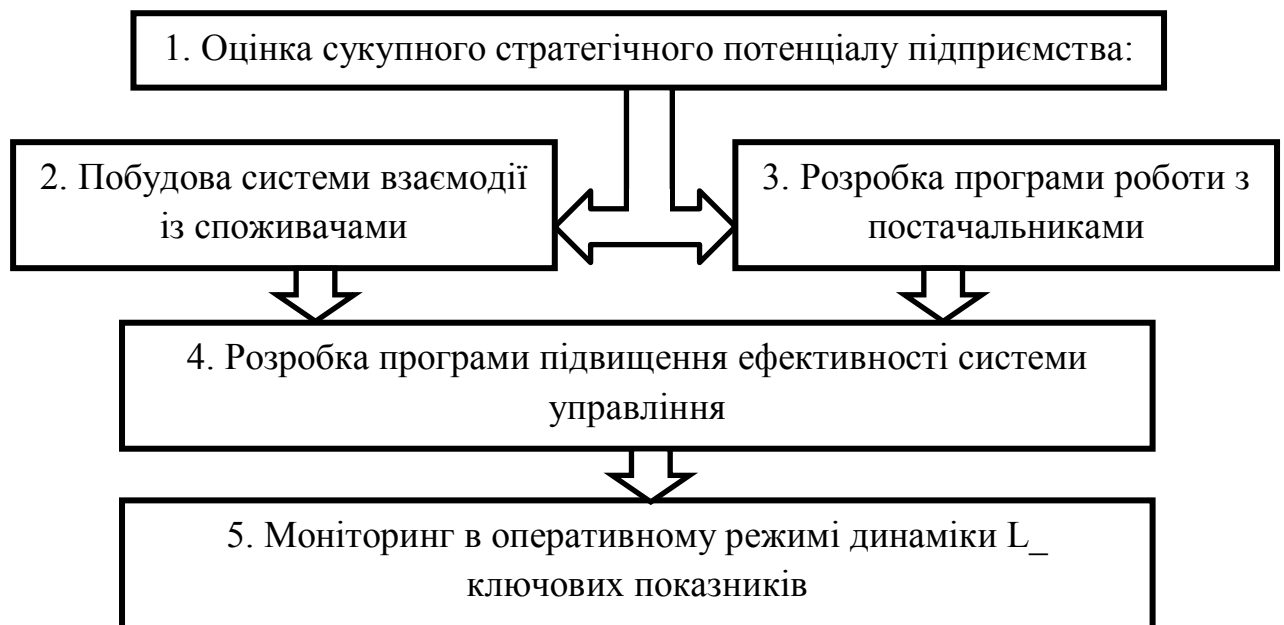 1. Оцінка сукупного стратегічного потенціалу підприємства:
2. Побудова системи взаємодії
із споживачами
3. Розробка програми роботи з
постачальниками
4. Розробка програми підвищення ефективності системи
управління
5. Моніторинг в оперативному режимі динаміки L_
ключових показників